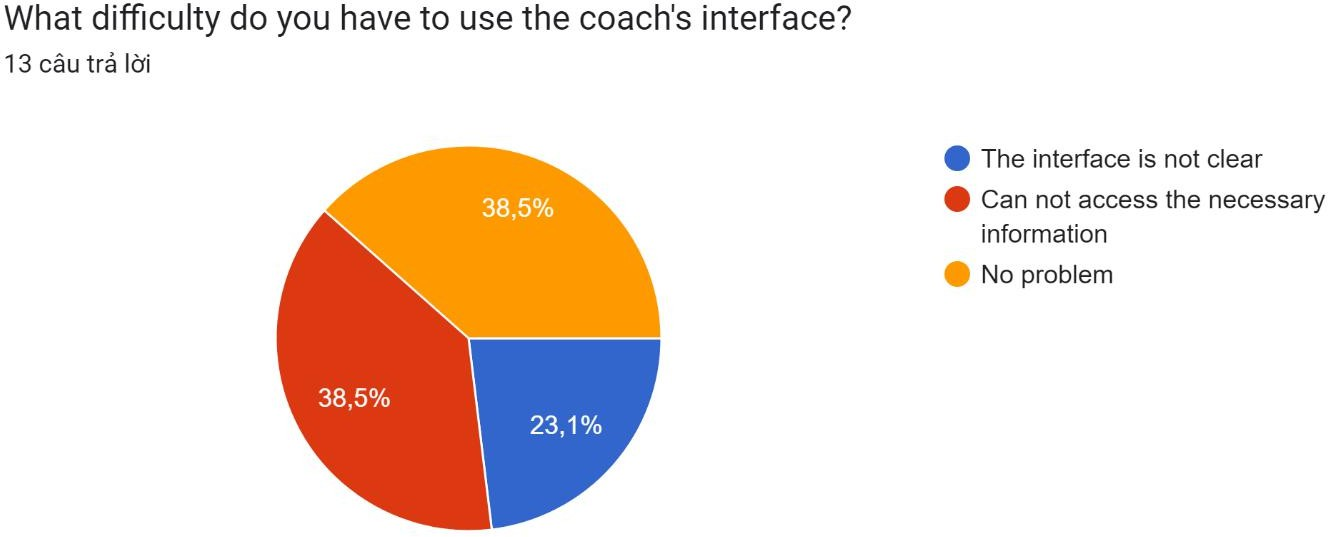 What difficulty do you have to use the coach's interface?
13 câu trả lời
38,5%
38,5%
23,1%
The interface is not clear
Can not access the necessary
information
No problem